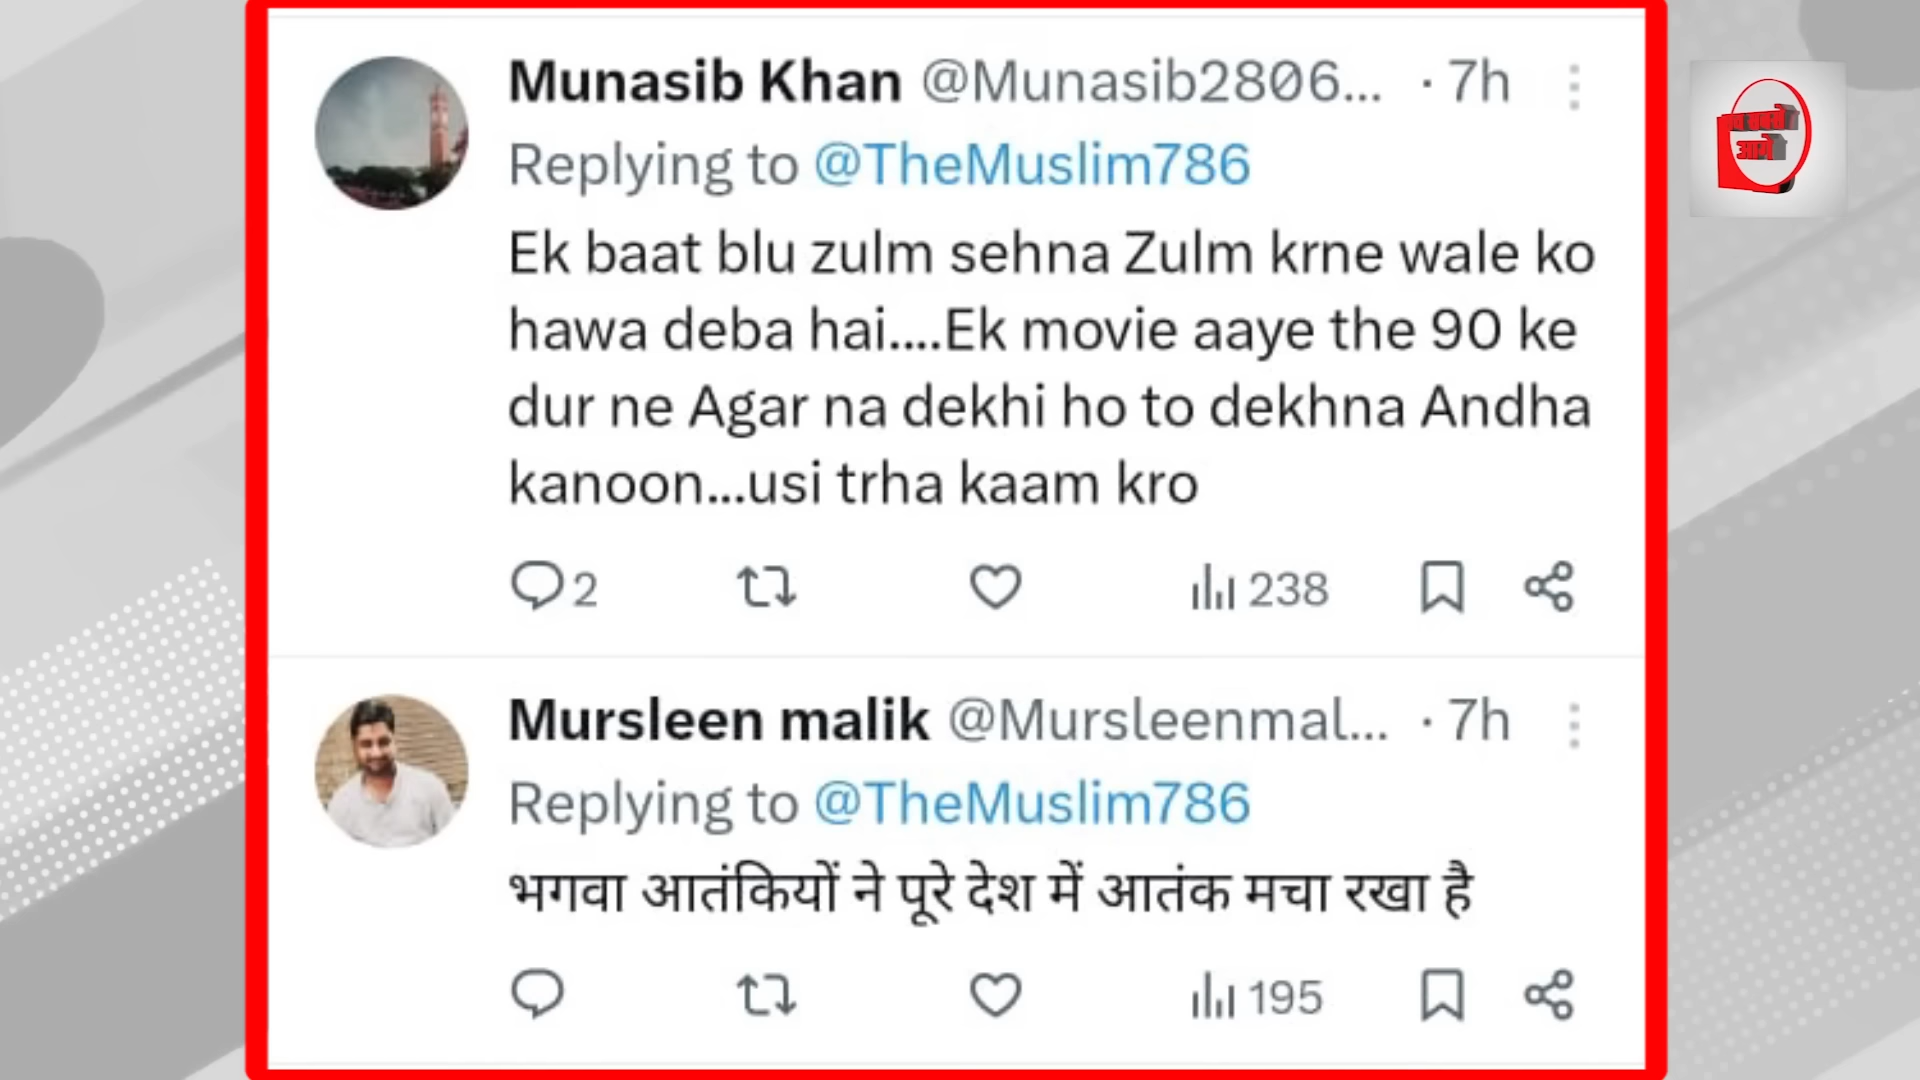 Munasib Khan @Munasib2806... · 7h
Replying to @TheMuslim786
Ek baat blu zulm sehna Zulm krne wale ko
hawa deba hai....Ek movie aaye the 90 ke
dur ne Agar na dekhi ho to dekhna Andha
kanoon...usi trha kaam kro
2 238
Mursleen malik @Mursleenmal... · 7h
Replying to @TheMuslim786
भगवा आतंकियों ने पूरे देश में आतंक मचा रखा है
195
सबसे
आगे